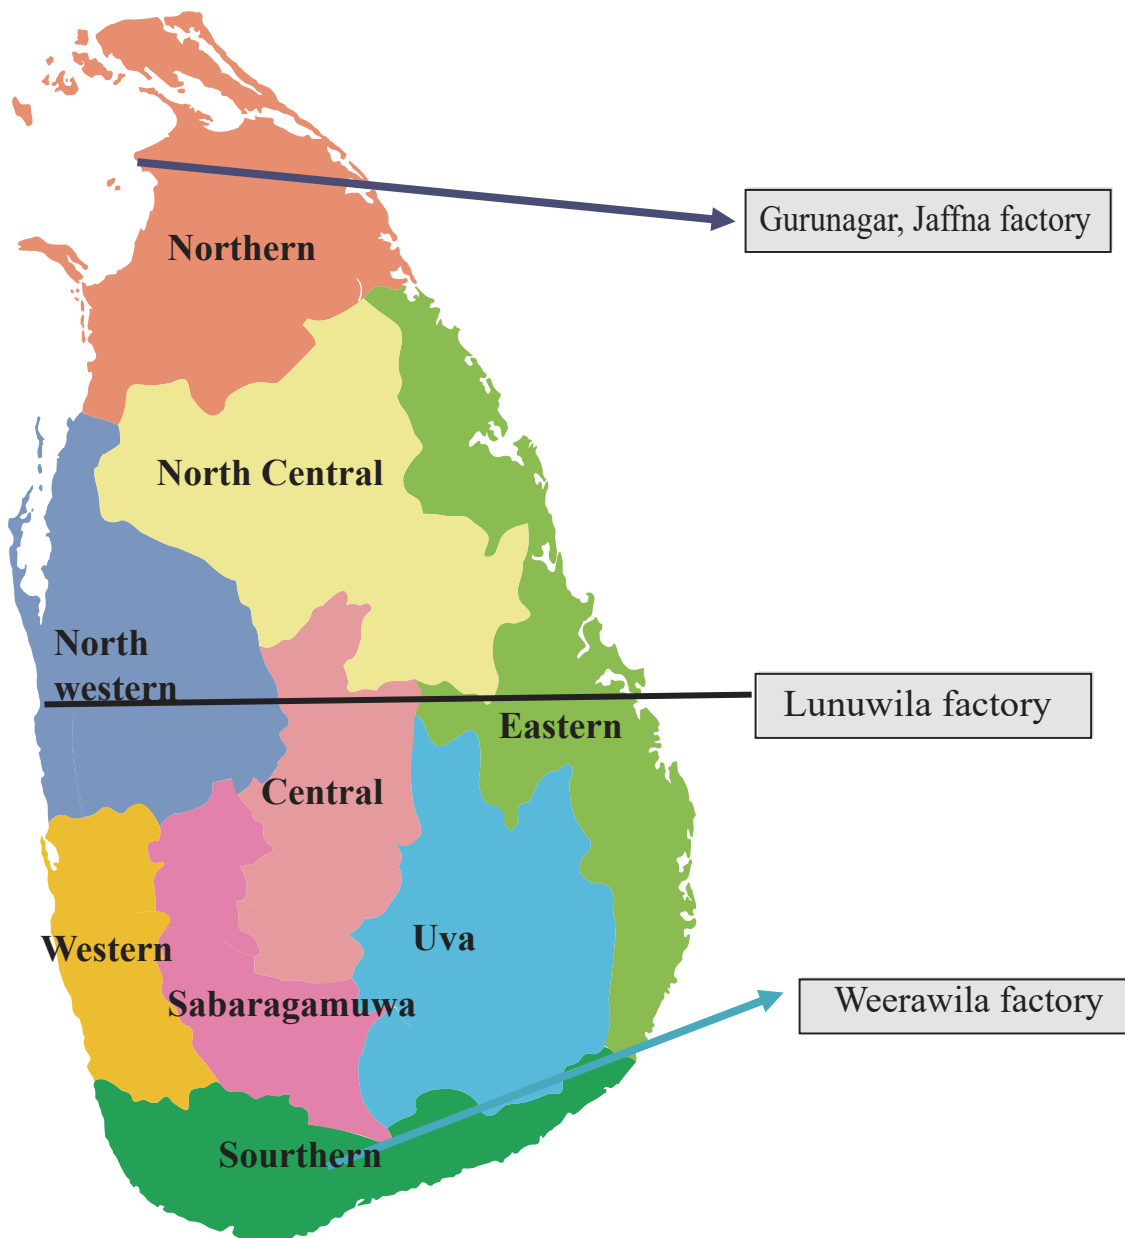 Gurunagar, Jaffna factory
Northern
North Central
North
western
Lunuwila factory
Eastern
Central
Western
Uva
Sabaragamuwa
Weerawila factory
Sourthern